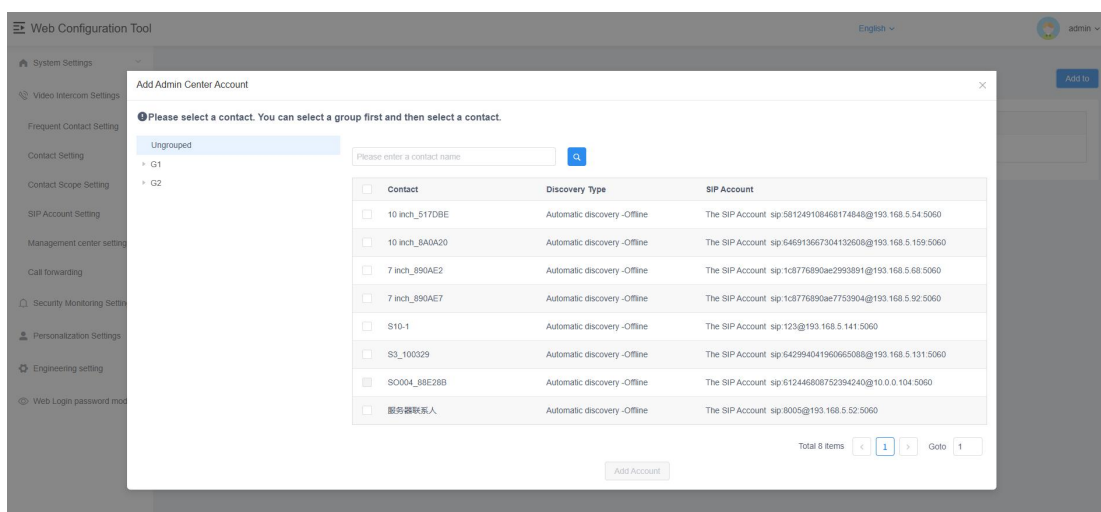 Web Configuration Tool
English
admin
System Settings
Video Intercom Settings
Frequent Contact Setting
Contact Setting
Contact Scope Setting
SIP Account Setting
Management center setting
Call forwarding
Security Monitoring Settin
Personalization Settings
Engineering setting
Web Login password mod
Add to
Add Admin Center Account
Please select a contact. You can select a group first and then select a contact.
Ungrouped
G1
G2
Please enter a contact name
Contact Discovery Type SIP Account
10 inch_517DBE Automatic discovery -Offline The SIP Account sip:581249108468174848@193.168.5.54:5060
10 inch_8A0A20 Automatic discovery -Offline The SIP Account sip:646913667304132608@193.168.5.159:5060
7 inch_890AE2 Automatic discovery -Offline The SIP Account sip:1c8776890ae2993891@193.168.5.68:5060
7 inch_890AE7 Automatic discovery -Offline The SIP Account sip:1c8776890ae7753904@193.168.5.92:5060
S10-1 Automatic discovery -Offline The SIP Account sip:123@193.168.5.141:5060
S3_100329 Automatic discovery -Offline The SIP Account sip:642994041960665088@193.168.5.131:5060
SO004_88E28B Automatic discovery -Offline The SIP Account sip:612446808752394240@10.0.0.104:5060
服务器联系人 Automatic discovery -Offline The SIP Account sip:8005@193.168.5.52:5060
Total 8 items 1 Goto 1
Add Account